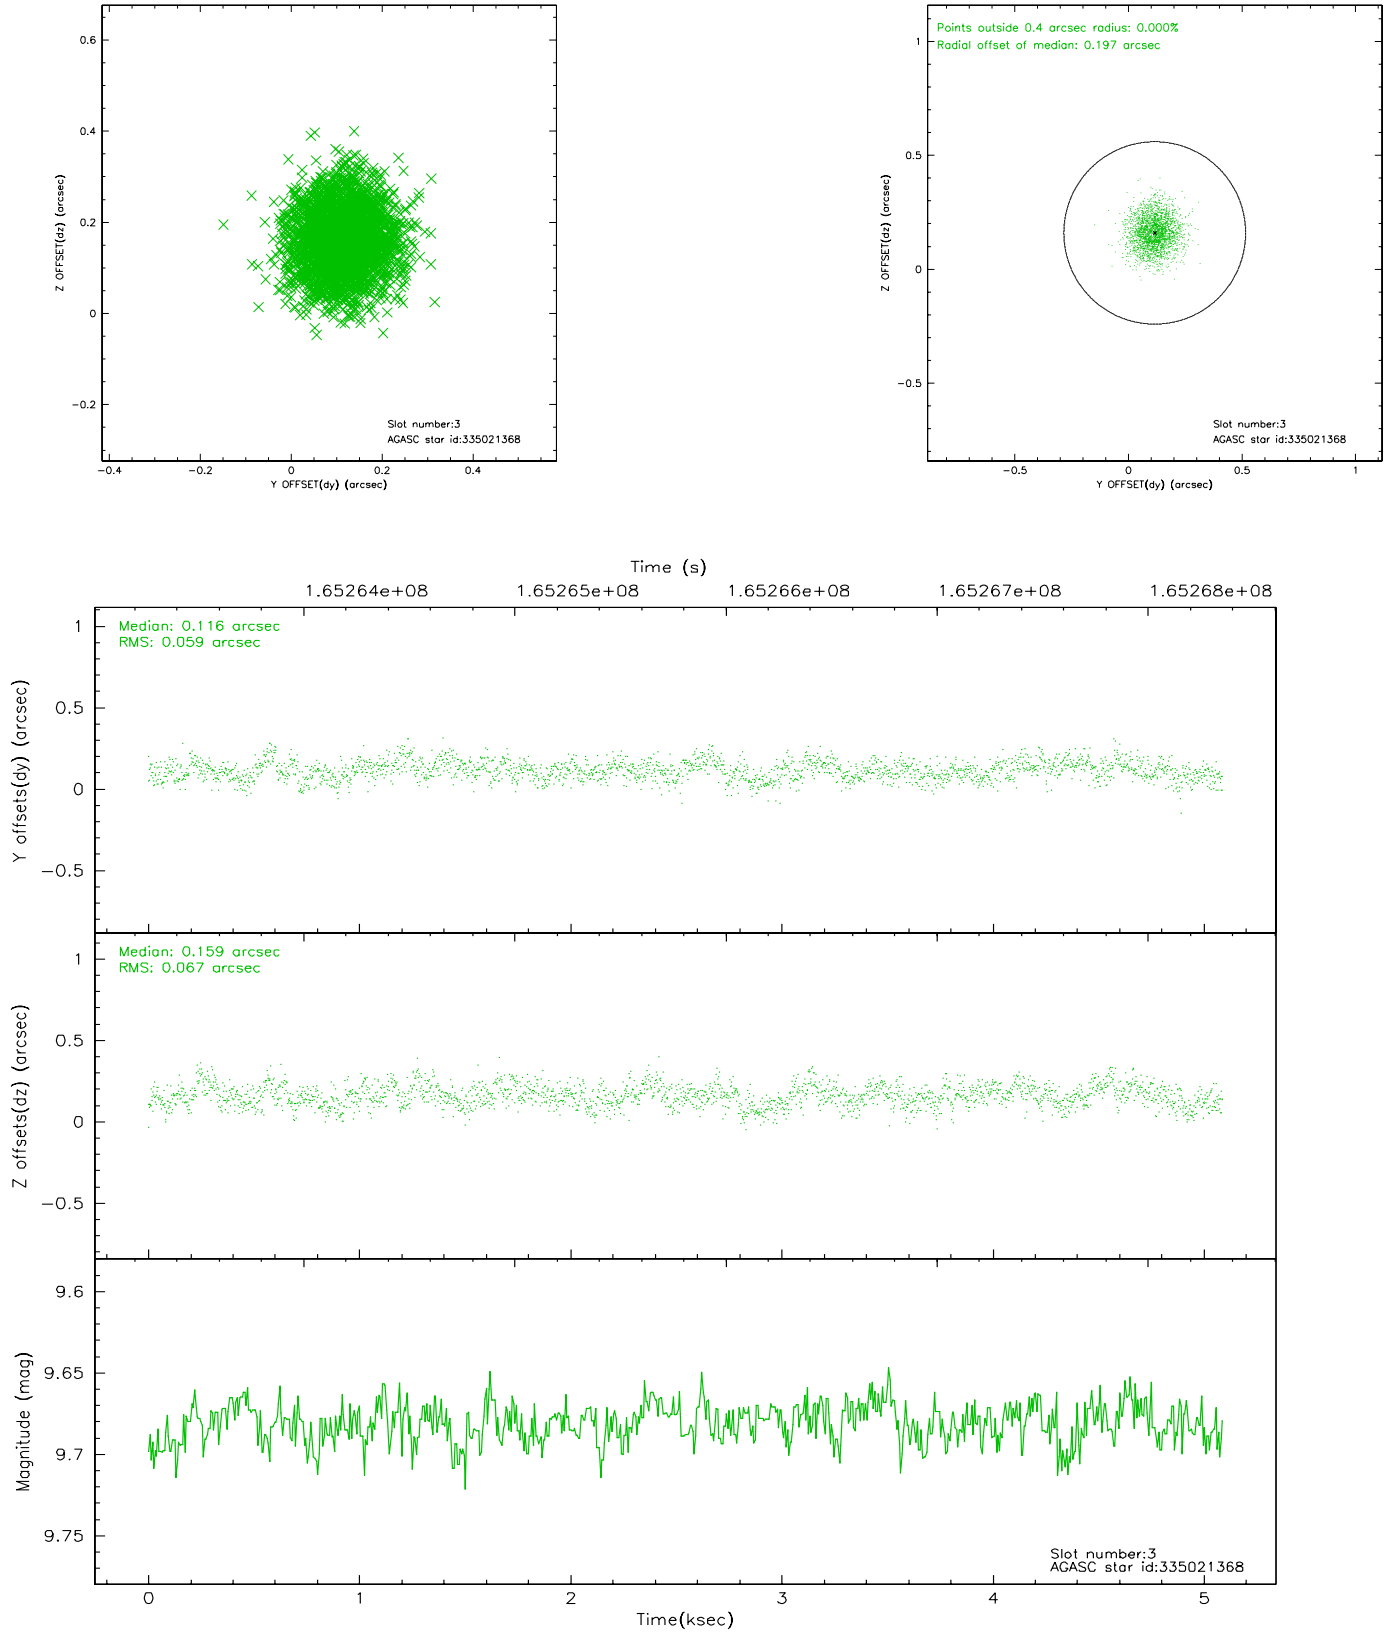 0.6
0.4
0.2
0
−0.2
Z OFFSET(dz) (arcsec)
Slot number:3
AGASC star id:335021368
−0.4 −0.2 0 0.2 0.4
Y OFFSET(dy) (arcsec)
Points outside 0.4 arcsec radius: 0.000%
Radial offset of median: 0.197 arcsec
1
0.5
0
−0.5
Z OFFSET(dz) (arcsec)
Slot number:3
AGASC star id:335021368
−0.5 0 0.5 1
Y OFFSET(dy) (arcsec)
Time (s)
1.65264e+08 1.65265e+08 1.65266e+08 1.65267e+08 1.65268e+08
Median: 0.116 arcsec
RMS: 0.059 arcsec
1
0.5
0
−0.5
Y offsets(dy) (arcsec)
Median: 0.159 arcsec
RMS: 0.067 arcsec
1
0.5
0
−0.5
Z offsets(dz) (arcsec)
9.6
9.65
9.7
9.75
Magnitude (mag)
Slot number:3
AGASC star id:335021368
0 1 2 3 4 5
Time(ksec)